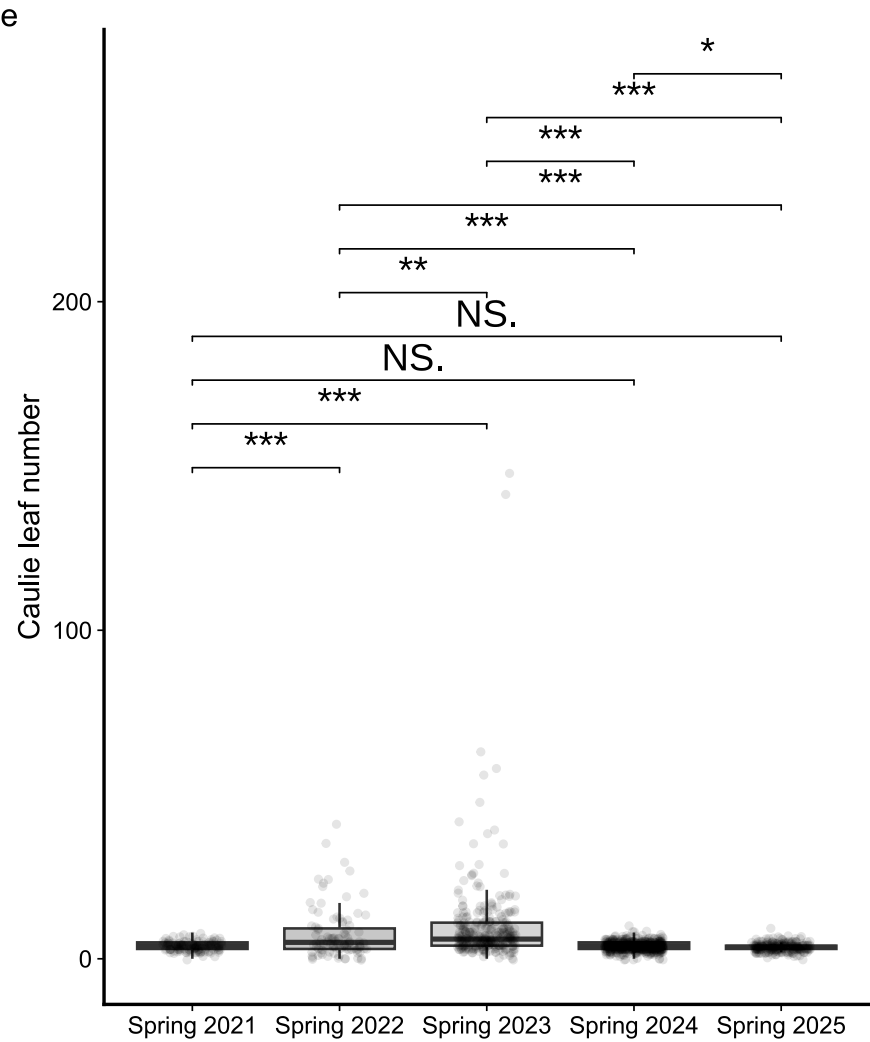 e
*
***
***
***
***
**
NS.
NS.
***
***
200
100
0
Caulie leaf number
Spring 2021 Spring 2022 Spring 2023 Spring 2024 Spring 2025